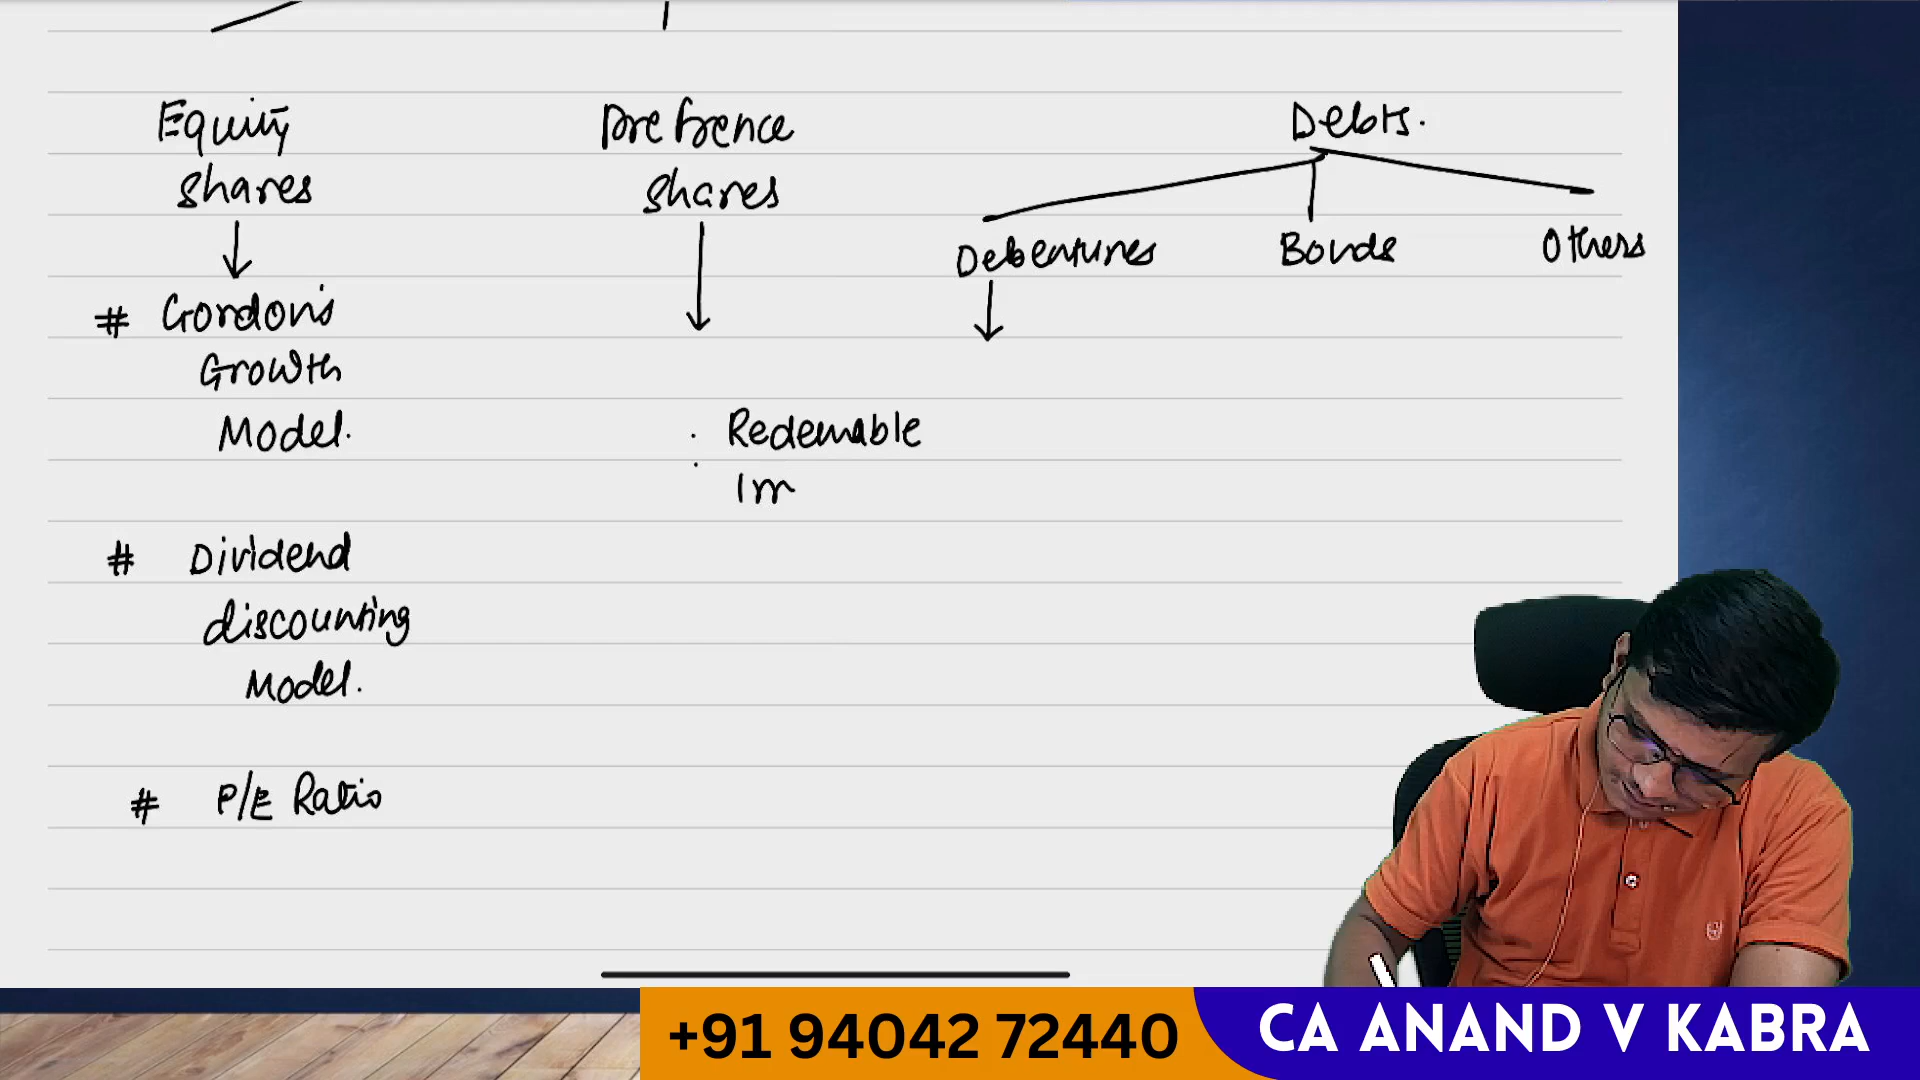 Equity
shares
# Gordon's
Growth
Model.
# Dividend
discounting
Model.
# P/E Ratio
Prefrence
shares
Redemable
Irr
Debts.
Debentures
Bonds
Others
+91 94042 72440
CA ANAND V KABRA